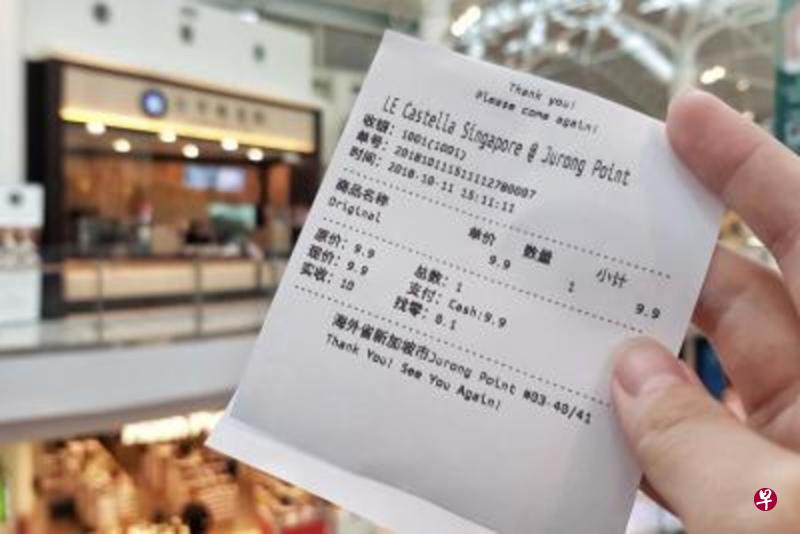 Thank you!
Please come again!
LE Castella Singapore @ Jurong Point
收银: 1001(1001)
单号: 20181011151112780007
时间: 2018-10-11 15:11:11
商品名称 单价 数量 小计
Original 9.9 1 9.9
原价: 9.9 总数: 1
现价: 9.9 支付: Cash:9.9
实收: 10 找零: 0.1
海外省新加坡市Jurong Point #03-40/41
Thank You! See You Again!
早